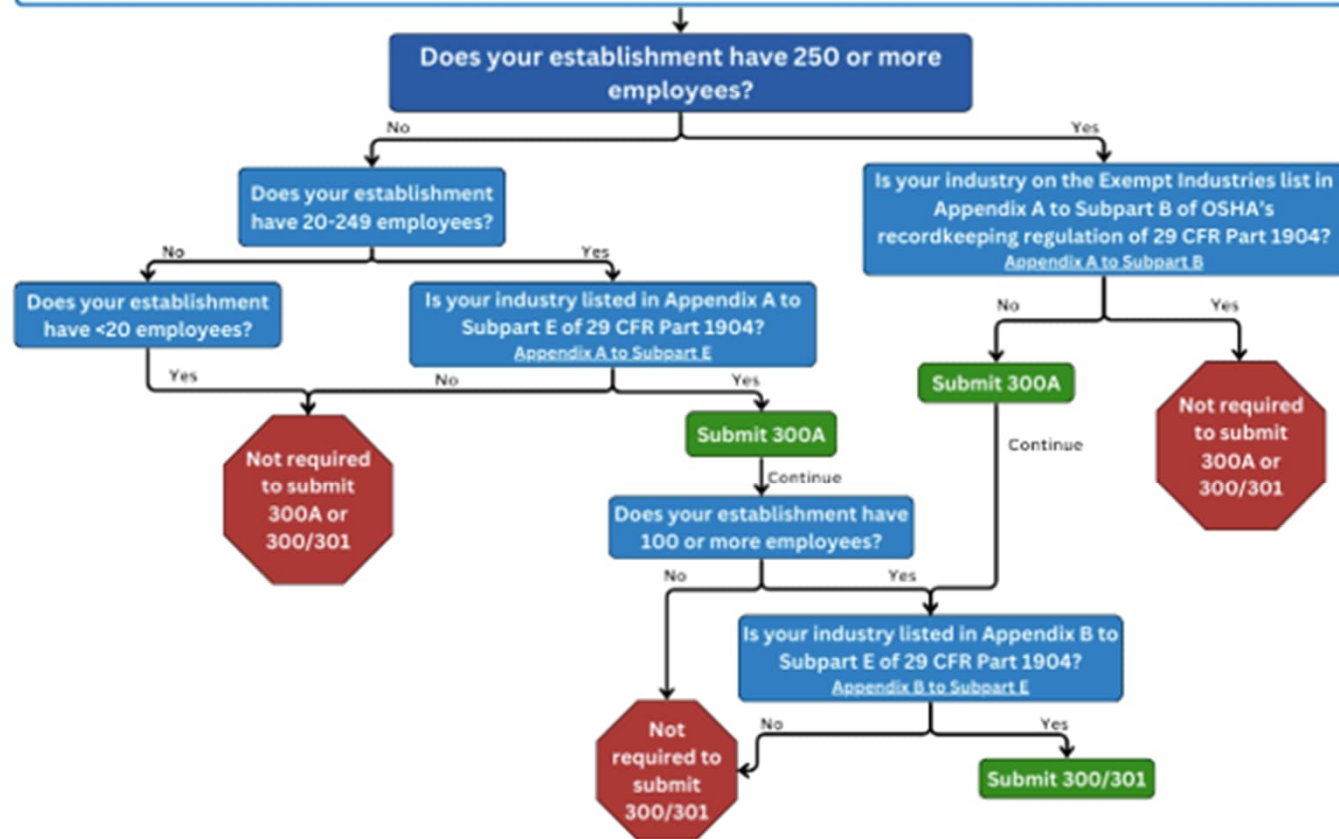 Does your establishment have 250 or more
employees?
No
Yes
Does your establishment
have 20-249 employees?
Is your industry on the Exempt Industries list in
Appendix A to Subpart B of OSHA's
recordkeeping regulation of 29 CFR Part 1904?
Appendix A to Subpart B
No
Yes
Does your establishment
have <20 employees?
Is your industry listed in Appendix A to
Subpart E of 29 CFR Part 1904?
Appendix A to Subpart E
No
Yes
Yes
No
Yes
Submit 300A
Not required
to submit
300A or
300/301
Submit 300A
Continue
Not required
to submit
300A or
300/301
Continue
Does your establishment have
100 or more employees?
No
Yes
Is your industry listed in Appendix B to
Subpart E of 29 CFR Part 1904?
Appendix B to Subpart E
No
Yes
Not
required to
submit
300/301
Submit 300/301